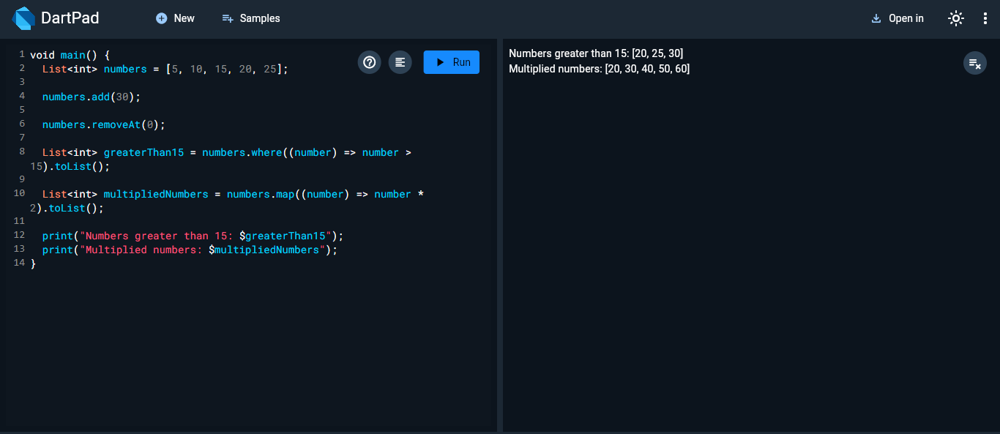 DartPad
New
Samples
Open in
1 void main() {
2   List<int> numbers = [5, 10, 15, 20, 25];
3
4   numbers.add(30);
5
6   numbers.removeAt(0);
7
8   List<int> greaterThan15 = numbers.where((number) => number >
15).toList();
9
10   List<int> multipliedNumbers = numbers.map((number) => number *
2).toList();
11
12   print("Numbers greater than 15: $greaterThan15");
13   print("Multiplied numbers: $multipliedNumbers");
14 }
Run
Numbers greater than 15: [20, 25, 30]
Multiplied numbers: [20, 30, 40, 50, 60]